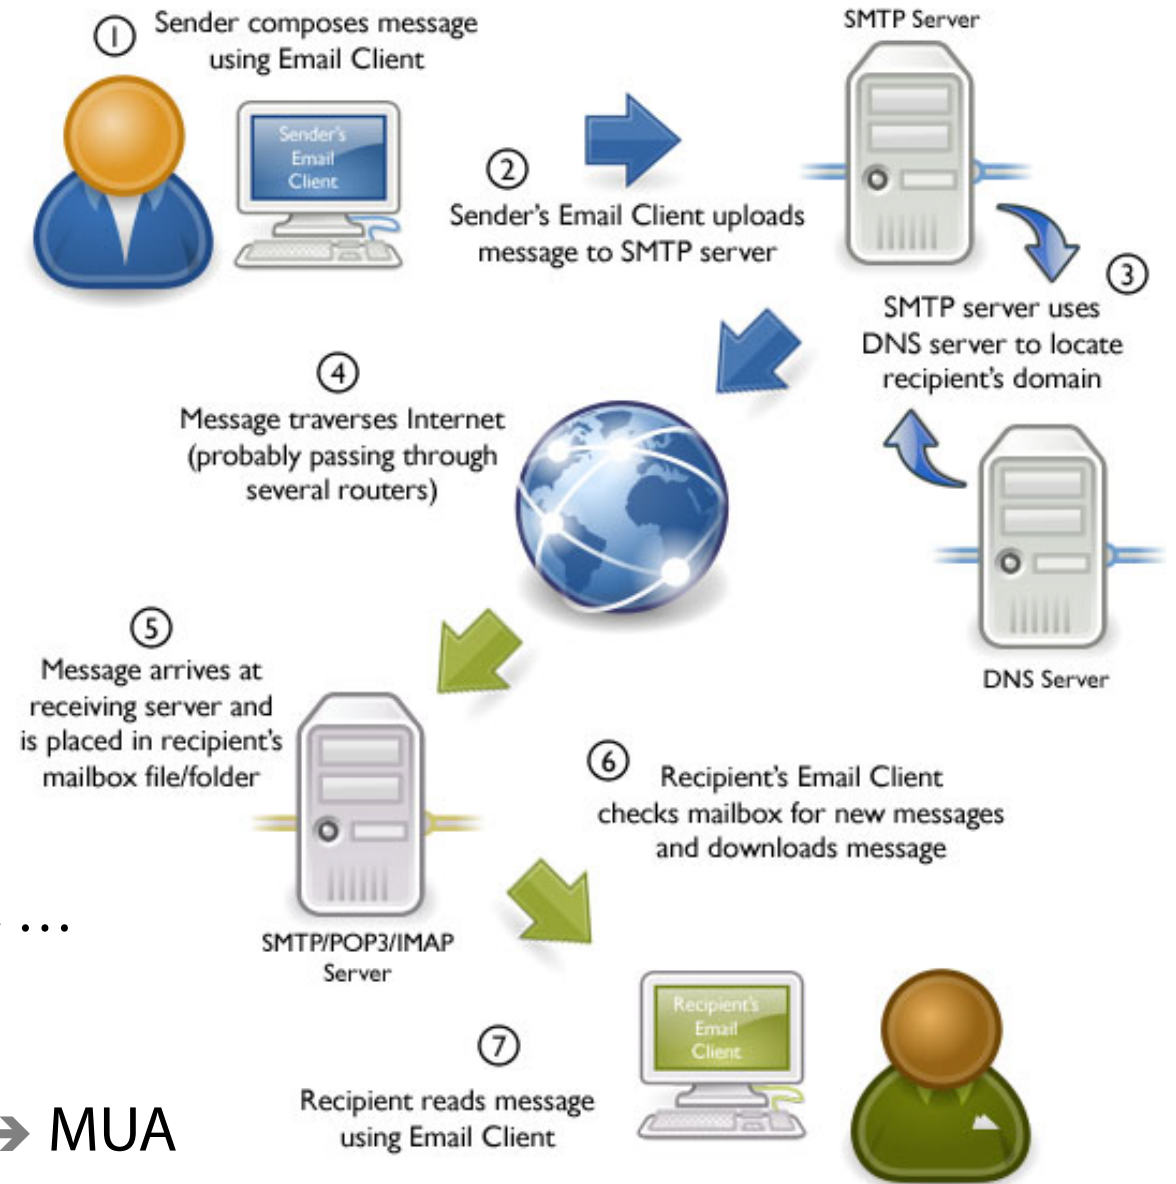 1
Sender composes message
using Email Client
Sender's
Email
Client
2
Sender's Email Client uploads
message to SMTP server
SMTP Server
3
SMTP server uses
DNS server to locate
recipient's domain
DNS Server
4
Message traverses Internet
(probably passing through
several routers)
5
Message arrives at
receiving server and
is placed in recipient's
mailbox file/folder
SMTP/POP3/IMAP
Server
6
Recipient's Email Client
checks mailbox for new messages
and downloads message
…
7
Recipient reads message
using Email Client
Recipient's
Email
Client
➔ MUA